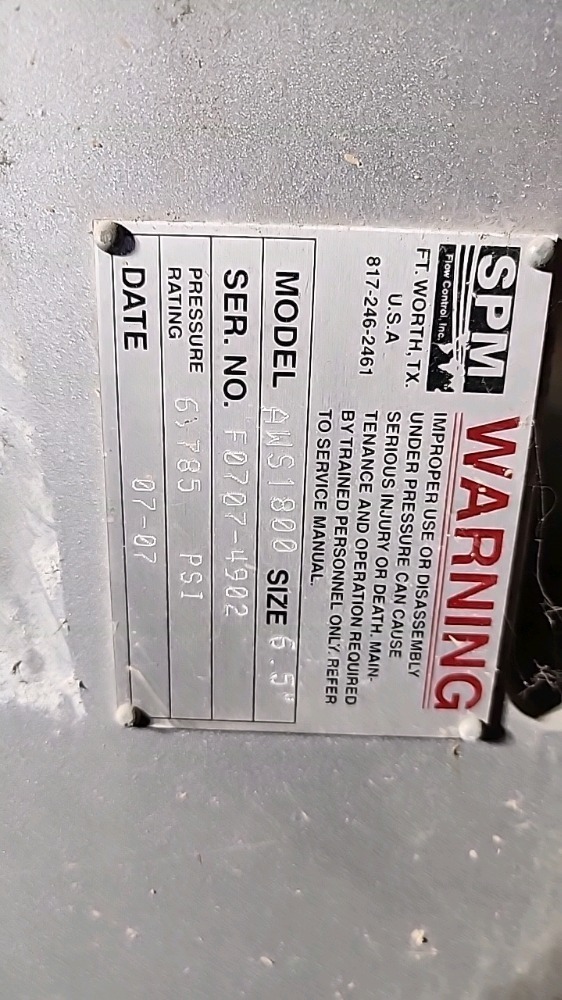 SPM
Flow Control, Inc.
FT. WORTH, TX.
U.S.A
817-246-2461
WARNING
IMPROPER USE OR DISASSEMBLY
UNDER PRESSURE CAN CAUSE
SERIOUS INJURY OR DEATH. MAIN-
TENANCE AND OPERATION REQUIRED
BY TRAINED PERSONNEL ONLY. REFER
TO SERVICE MANUAL.
MODEL AWS1800 SIZE 6.5"
SER. NO. F0707-4902
PRESSURE
RATING 6,785 PSI
DATE 07-07